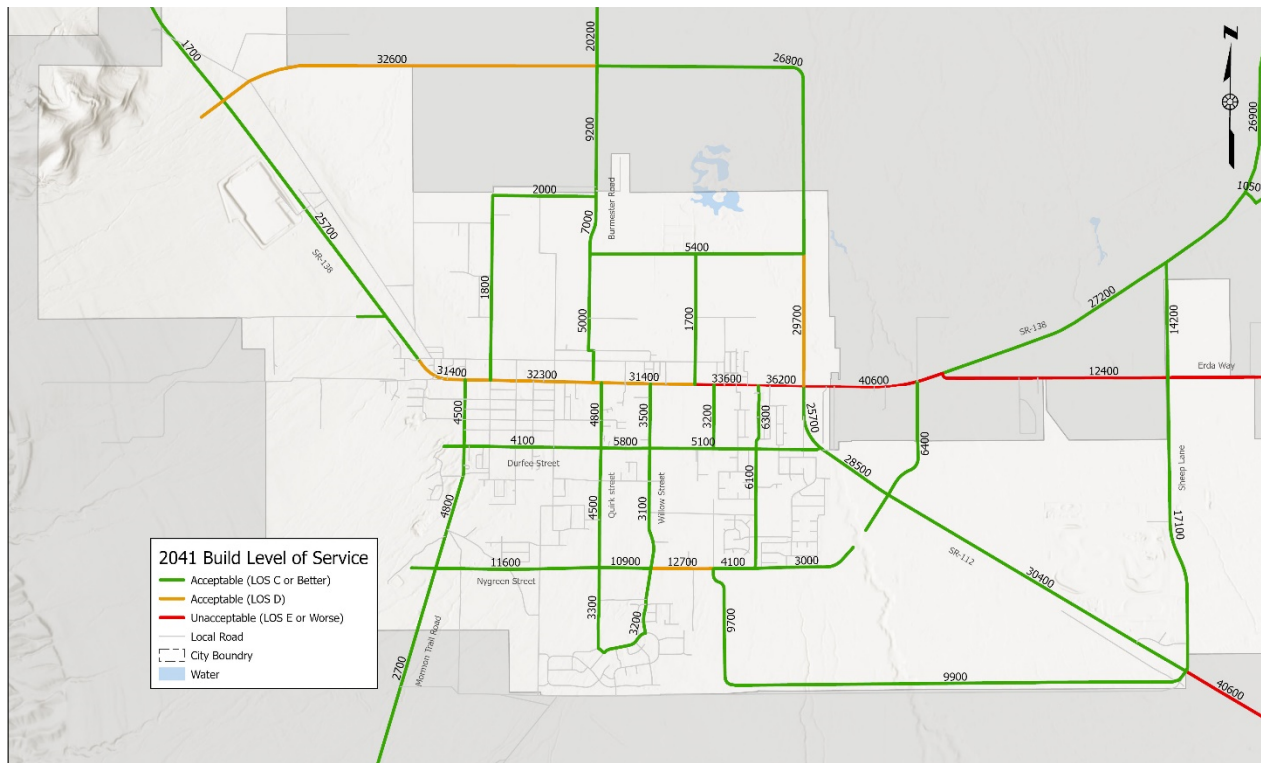 20200
1700
32600
26800
26900
9200
10500
2000
7000
Burmester Road
25700
SR-138
5400
1800
5000
1700
29700
27200
SR-138
14200
Erda Way
31400
32300
31400
33600
36200
40600
12400
4500
4800
3500
3200
6300
25700
6400
4100
5800
5100
Durfee Street
28500
6100
Sheep Lane
4800
4500
Quirk street
3100
Willow Street
17100
SR-112
30400
2041 Build Level of Service
Acceptable (LOS C or Better)
Acceptable (LOS D)
Unacceptable (LOS E or Worse)
Local Road
City Boundry
Water
11600
10900
12700
4100
3000
Nygreen Street
3300
3200
9700
Mormon Trail Road
2700
9900
40600
Z